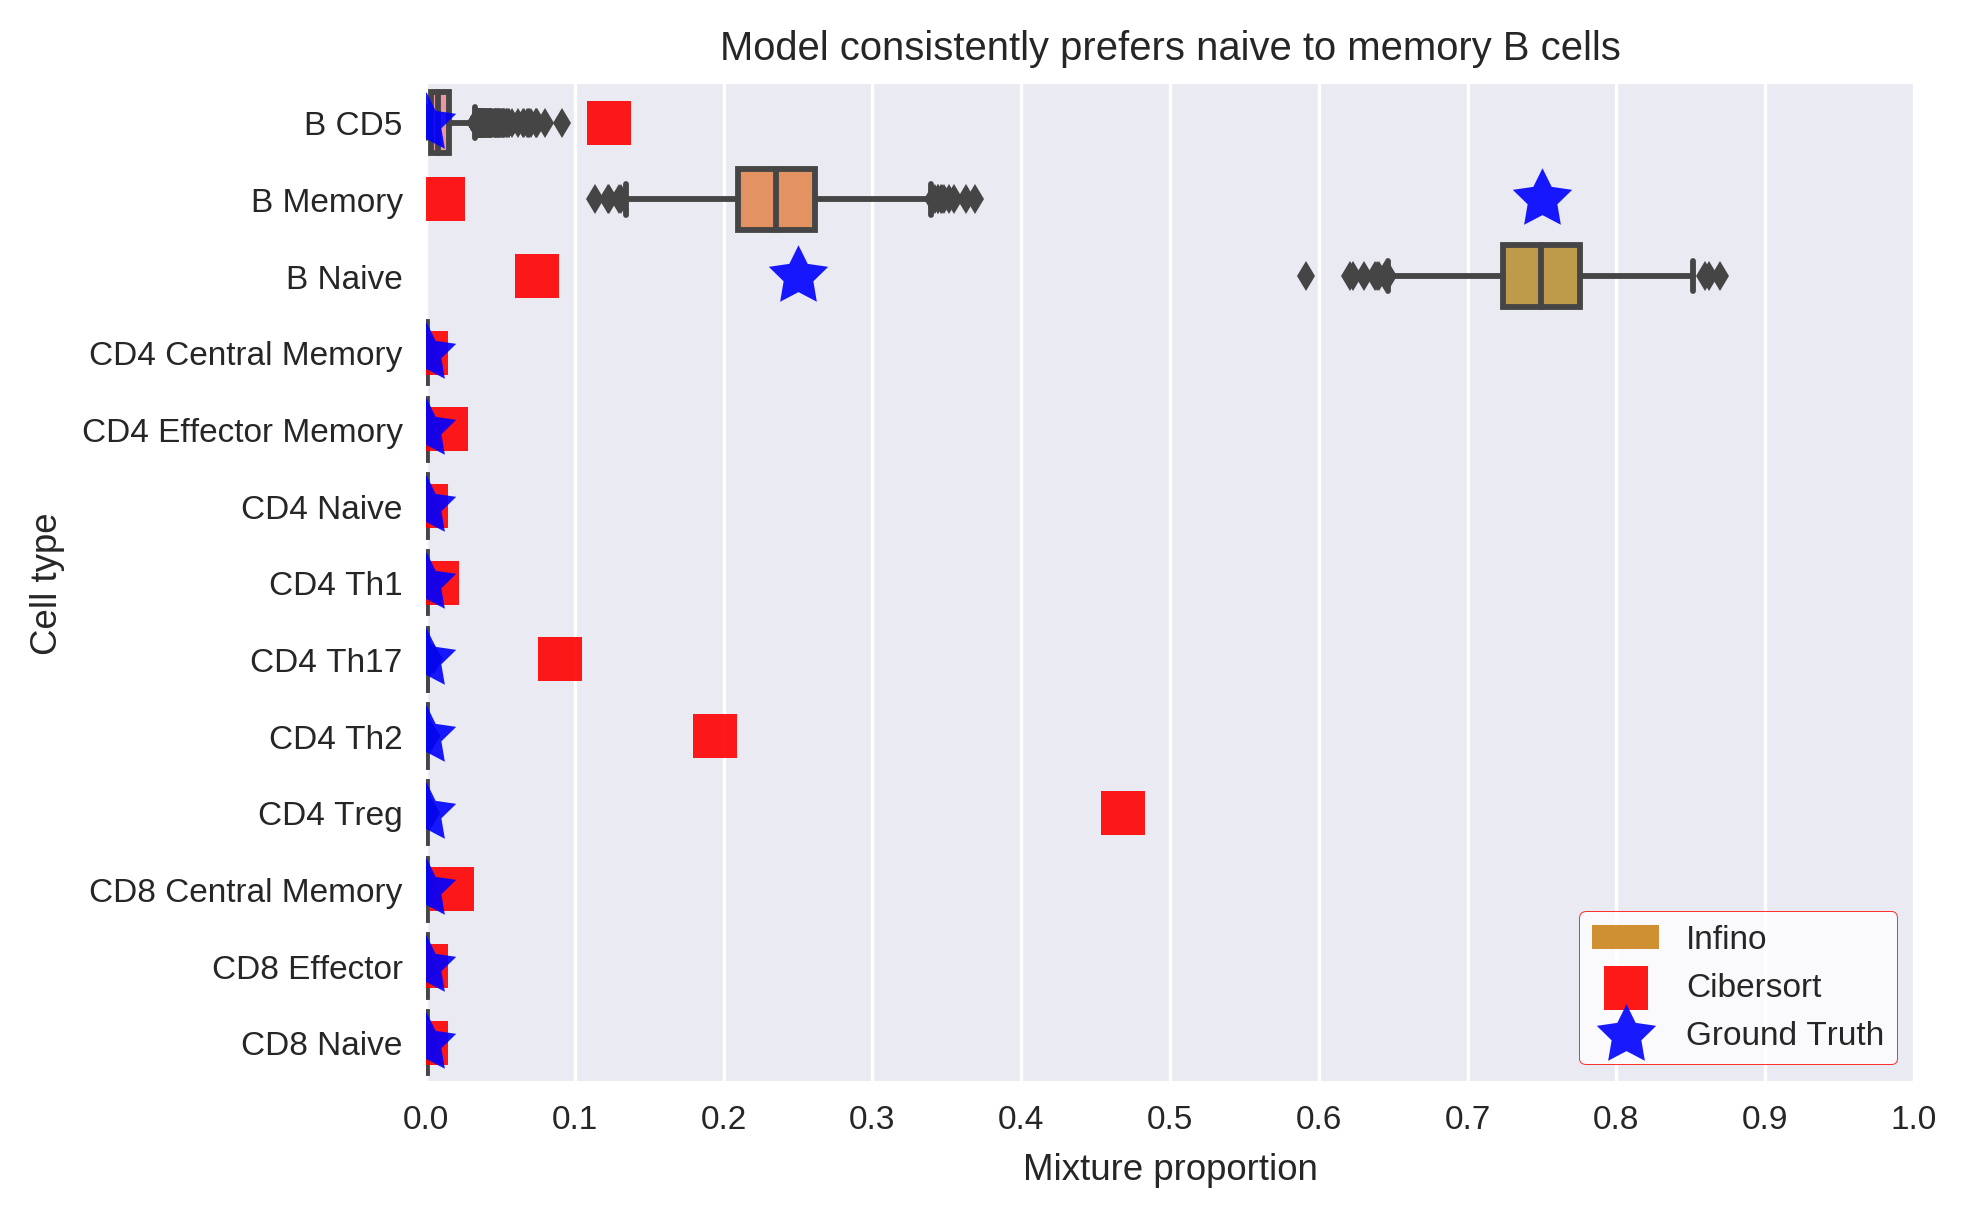 Model consistently prefers naive to memory B cells
B CD5
B Memory
B Naive
CD4 Central Memory
CD4 Effector Memory
CD4 Naive
CD4 Th1
CD4 Th17
CD4 Th2
CD4 Treg
CD8 Central Memory
CD8 Effector
CD8 Naive
Cell type
Infino
Cibersort
Ground Truth
0.0 0.1 0.2 0.3 0.4 0.5 0.6 0.7 0.8 0.9 1.0
Mixture proportion